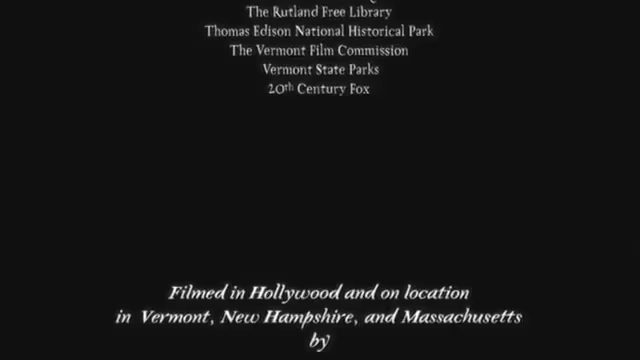 The Rutland Free Library
Thomas Edison National Historical Park
The Vermont Film Commission
Vermont State Parks
20th Century Fox
Filmed in Hollywood and on location
in Vermont, New Hampshire, and Massachusetts
by